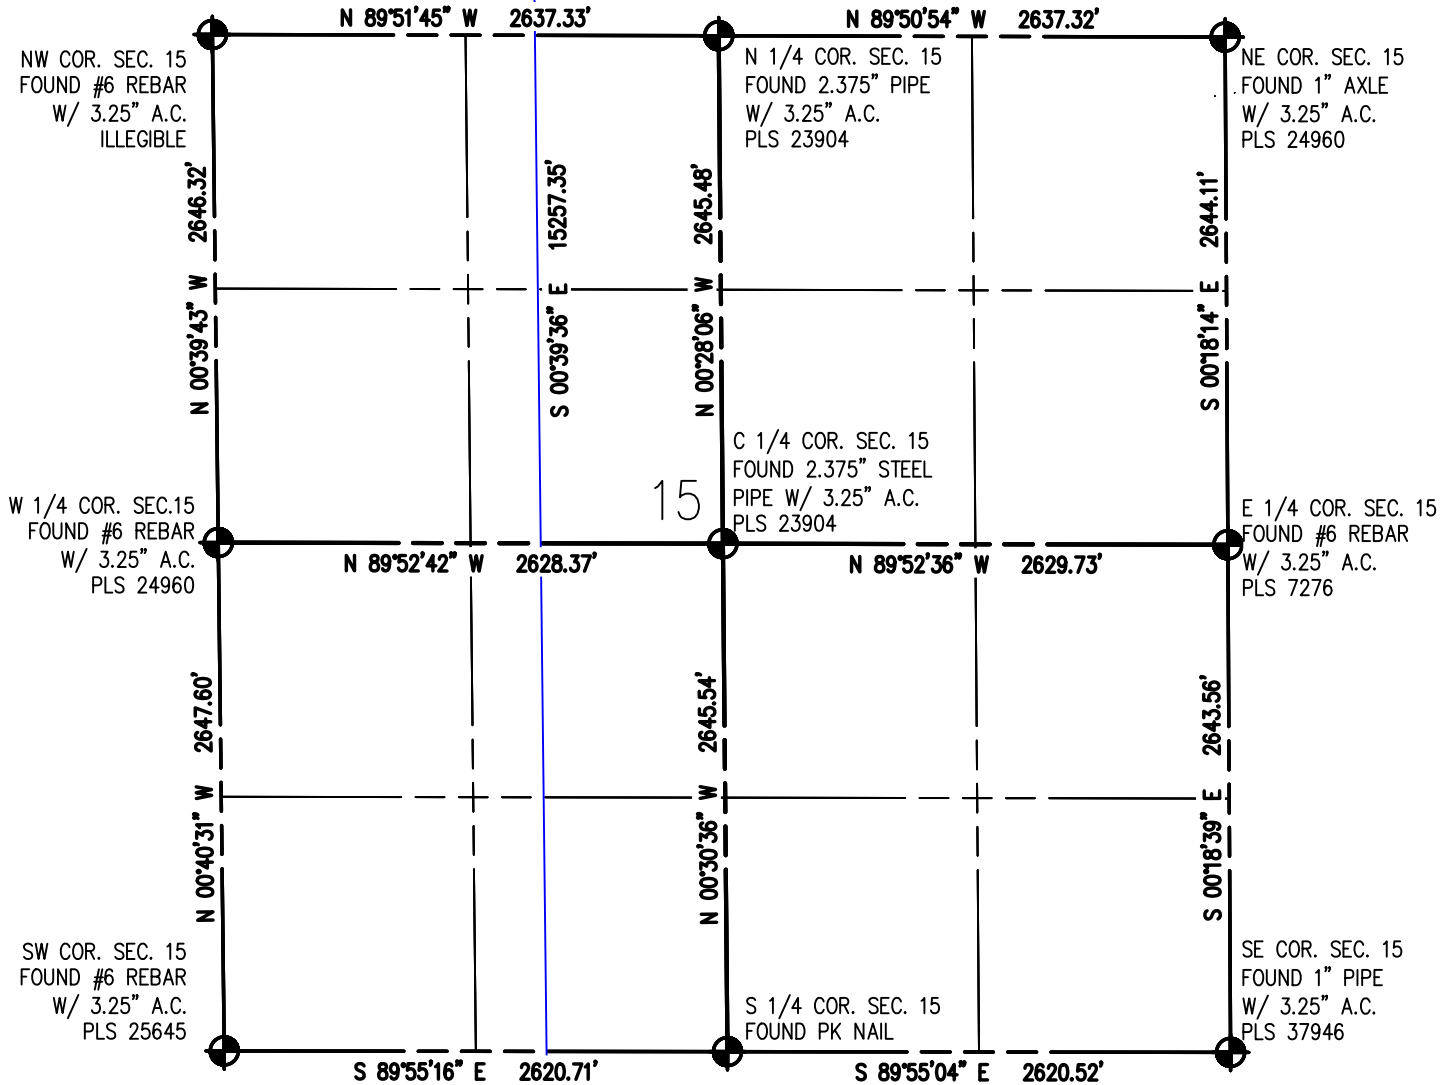 N 89°51'45" W 2637.33'
N 89°50'54" W 2637.32'
NW COR. SEC. 15
FOUND #6 REBAR
W/ 3.25" A.C.
ILLEGIBLE
N 1/4 COR. SEC. 15
FOUND 2.375" PIPE
W/ 3.25" A.C.
PLS 23904
NE COR. SEC. 15
FOUND 1" AXLE
W/ 3.25" A.C.
PLS 24960
N 00°39'43" W 2646.32'
S 00°39'36" E 15257.35'
N 00°28'06" W 2645.48'
S 00°18'14" E 2644.11'
C 1/4 COR. SEC. 15
FOUND 2.375" STEEL
PIPE W/ 3.25" A.C.
PLS 23904
15
W 1/4 COR. SEC.15
FOUND #6 REBAR
W/ 3.25" A.C.
PLS 24960
E 1/4 COR. SEC. 15
FOUND #6 REBAR
W/ 3.25" A.C.
PLS 7276
N 89°52'42" W 2628.37'
N 89°52'36" W 2629.73'
N 00°40'31" W 2647.60'
N 00°30'36" W 2645.54'
S 00°18'39" E 2643.56'
SW COR. SEC. 15
FOUND #6 REBAR
W/ 3.25" A.C.
PLS 25645
S 1/4 COR. SEC. 15
FOUND PK NAIL
SE COR. SEC. 15
FOUND 1" PIPE
W/ 3.25" A.C.
PLS 37946
S 89°55'16" E 2620.71'
S 89°55'04" E 2620.52'